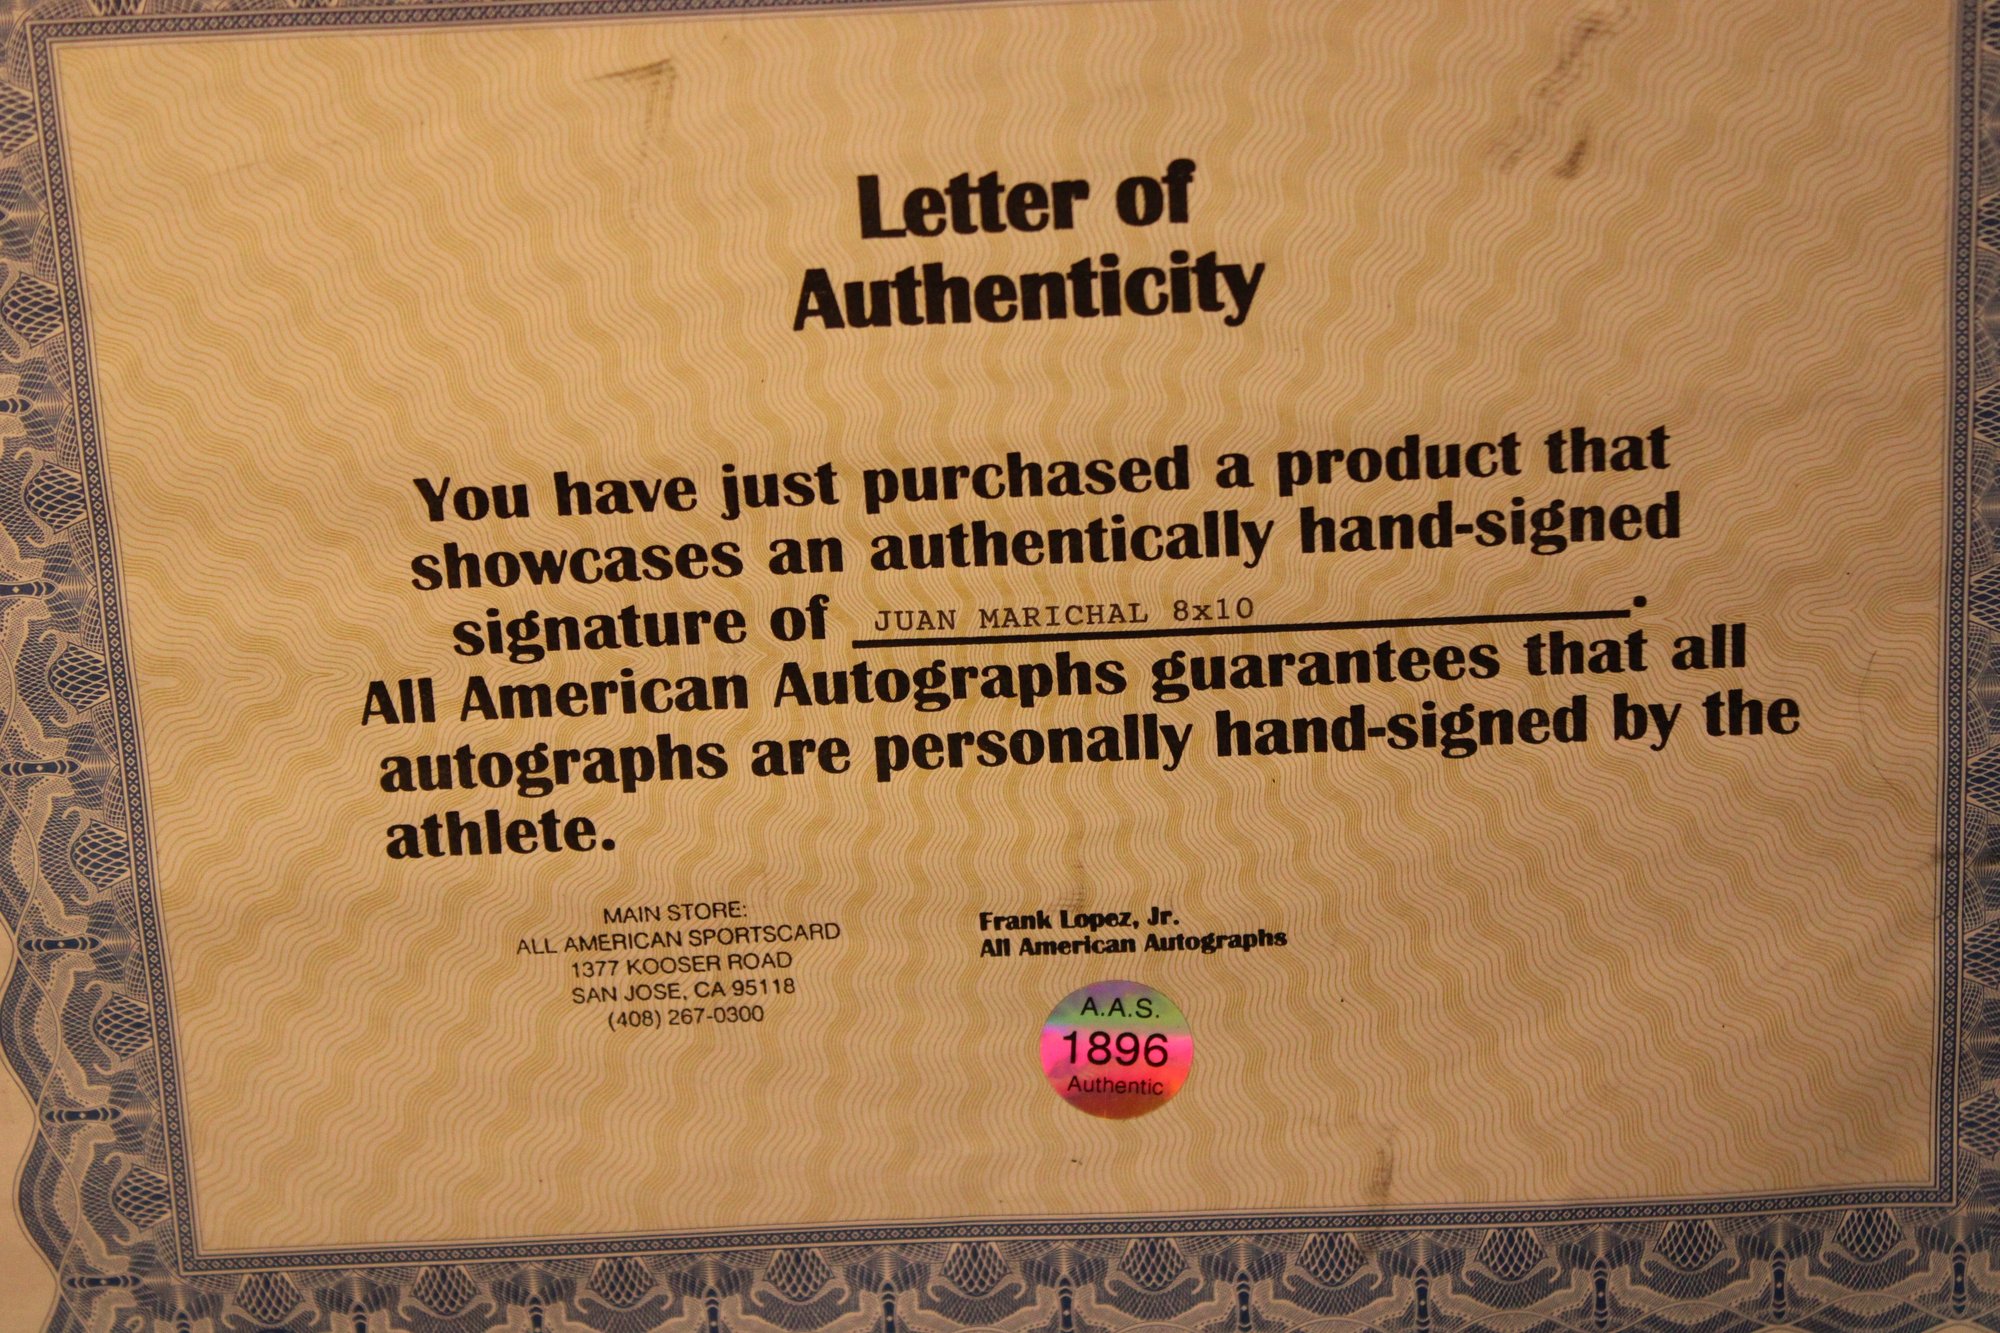 Letter of
Authenticity
You have just purchased a product that
showcases an authentically hand-signed
signature of JUAN MARICHAL 8x10.
All American Autographs guarantees that all
autographs are personally hand-signed by the
athlete.
MAIN STORE:
ALL AMERICAN SPORTSCARD
1377 KOOSER ROAD
SAN JOSE, CA 95118
(408) 267-0300
Frank Lopez, Jr.
All American Autographs
A.A.S.
1896
Authentic